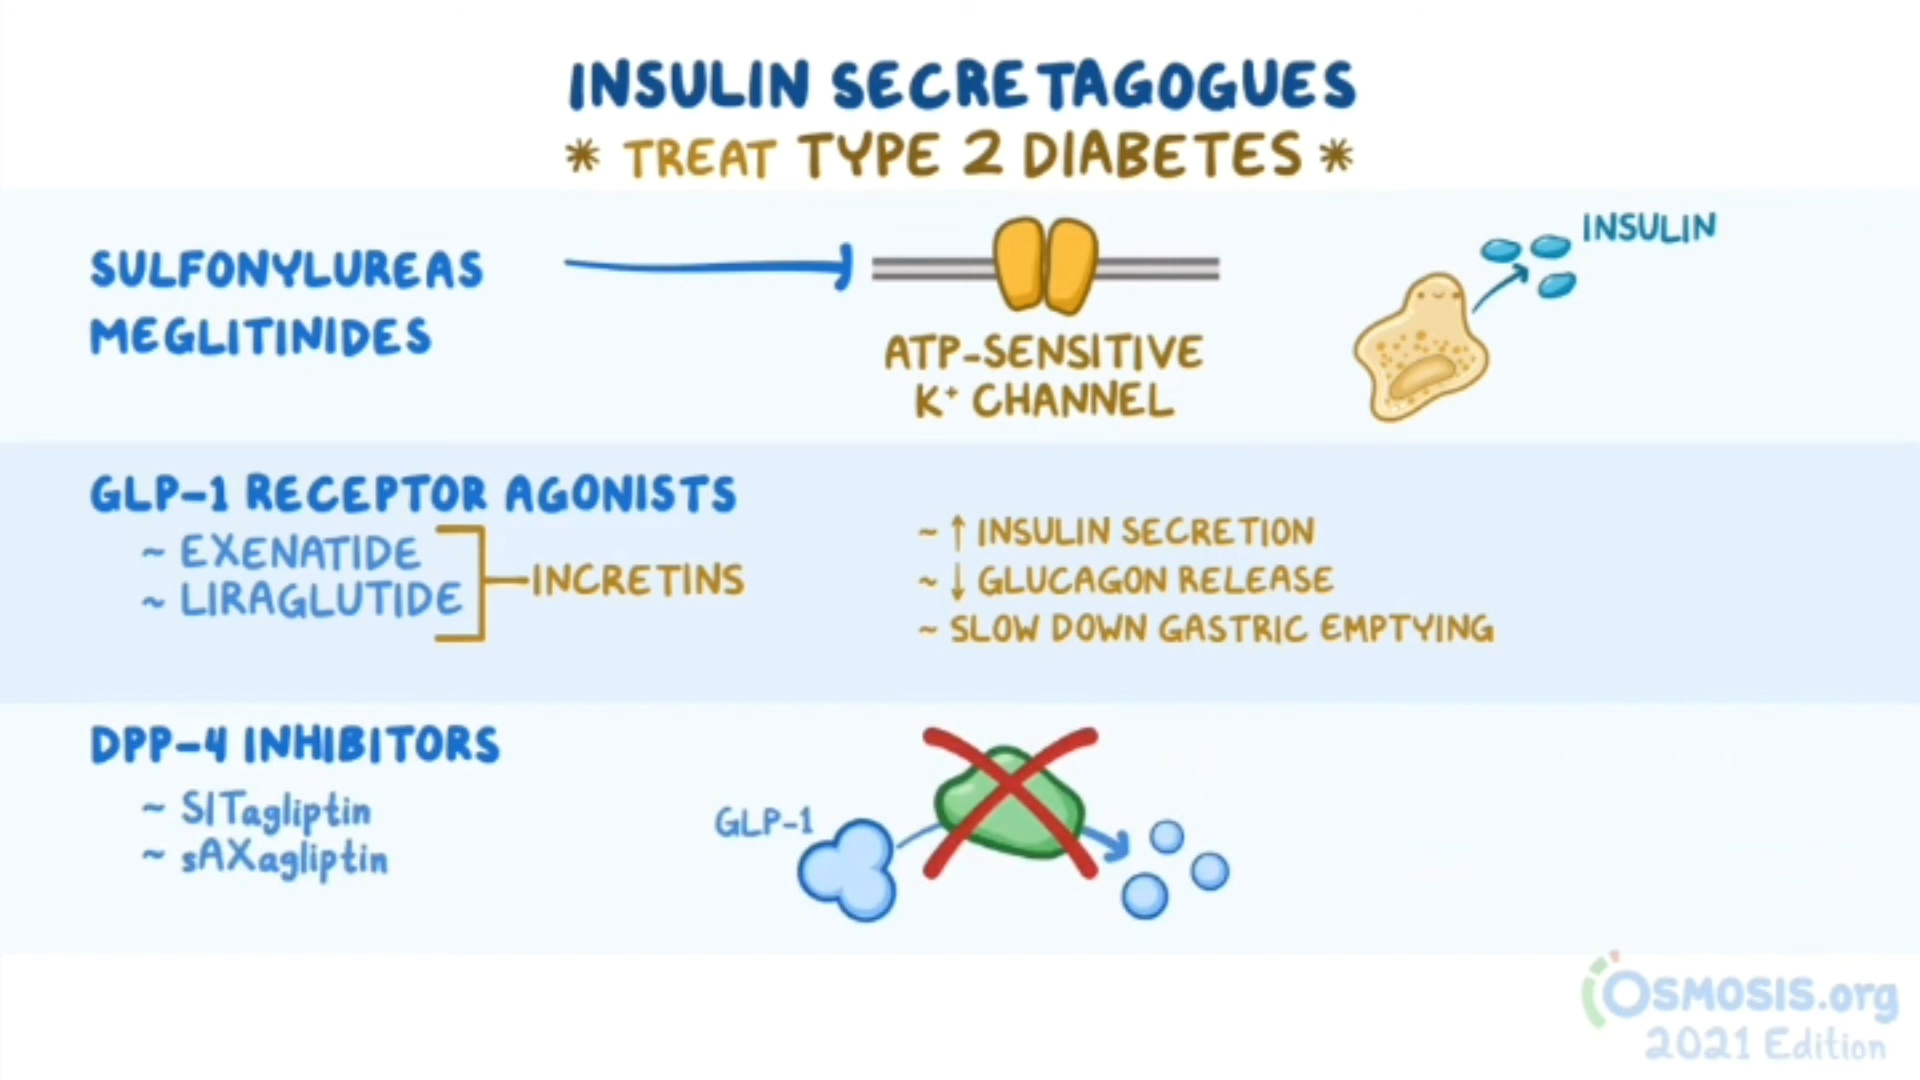 INSULIN SECRETAGOGUES
* TREAT TYPE 2 DIABETES *
SULFONYLUREAS
MEGLITINIDES
ATP-SENSITIVE
K⁺ CHANNEL
INSULIN
GLP-1 RECEPTOR AGONISTS
~ EXENATIDE
~ LIRAGLUTIDE
INCRETINS
~ ↑ INSULIN SECRETION
~ ↓ GLUCAGON RELEASE
~ SLOW DOWN GASTRIC EMPTYING
DPP-4 INHIBITORS
~ SITagliptin
~ sAXagliptin
GLP-1
OSMOSIS.org
2021 Edition